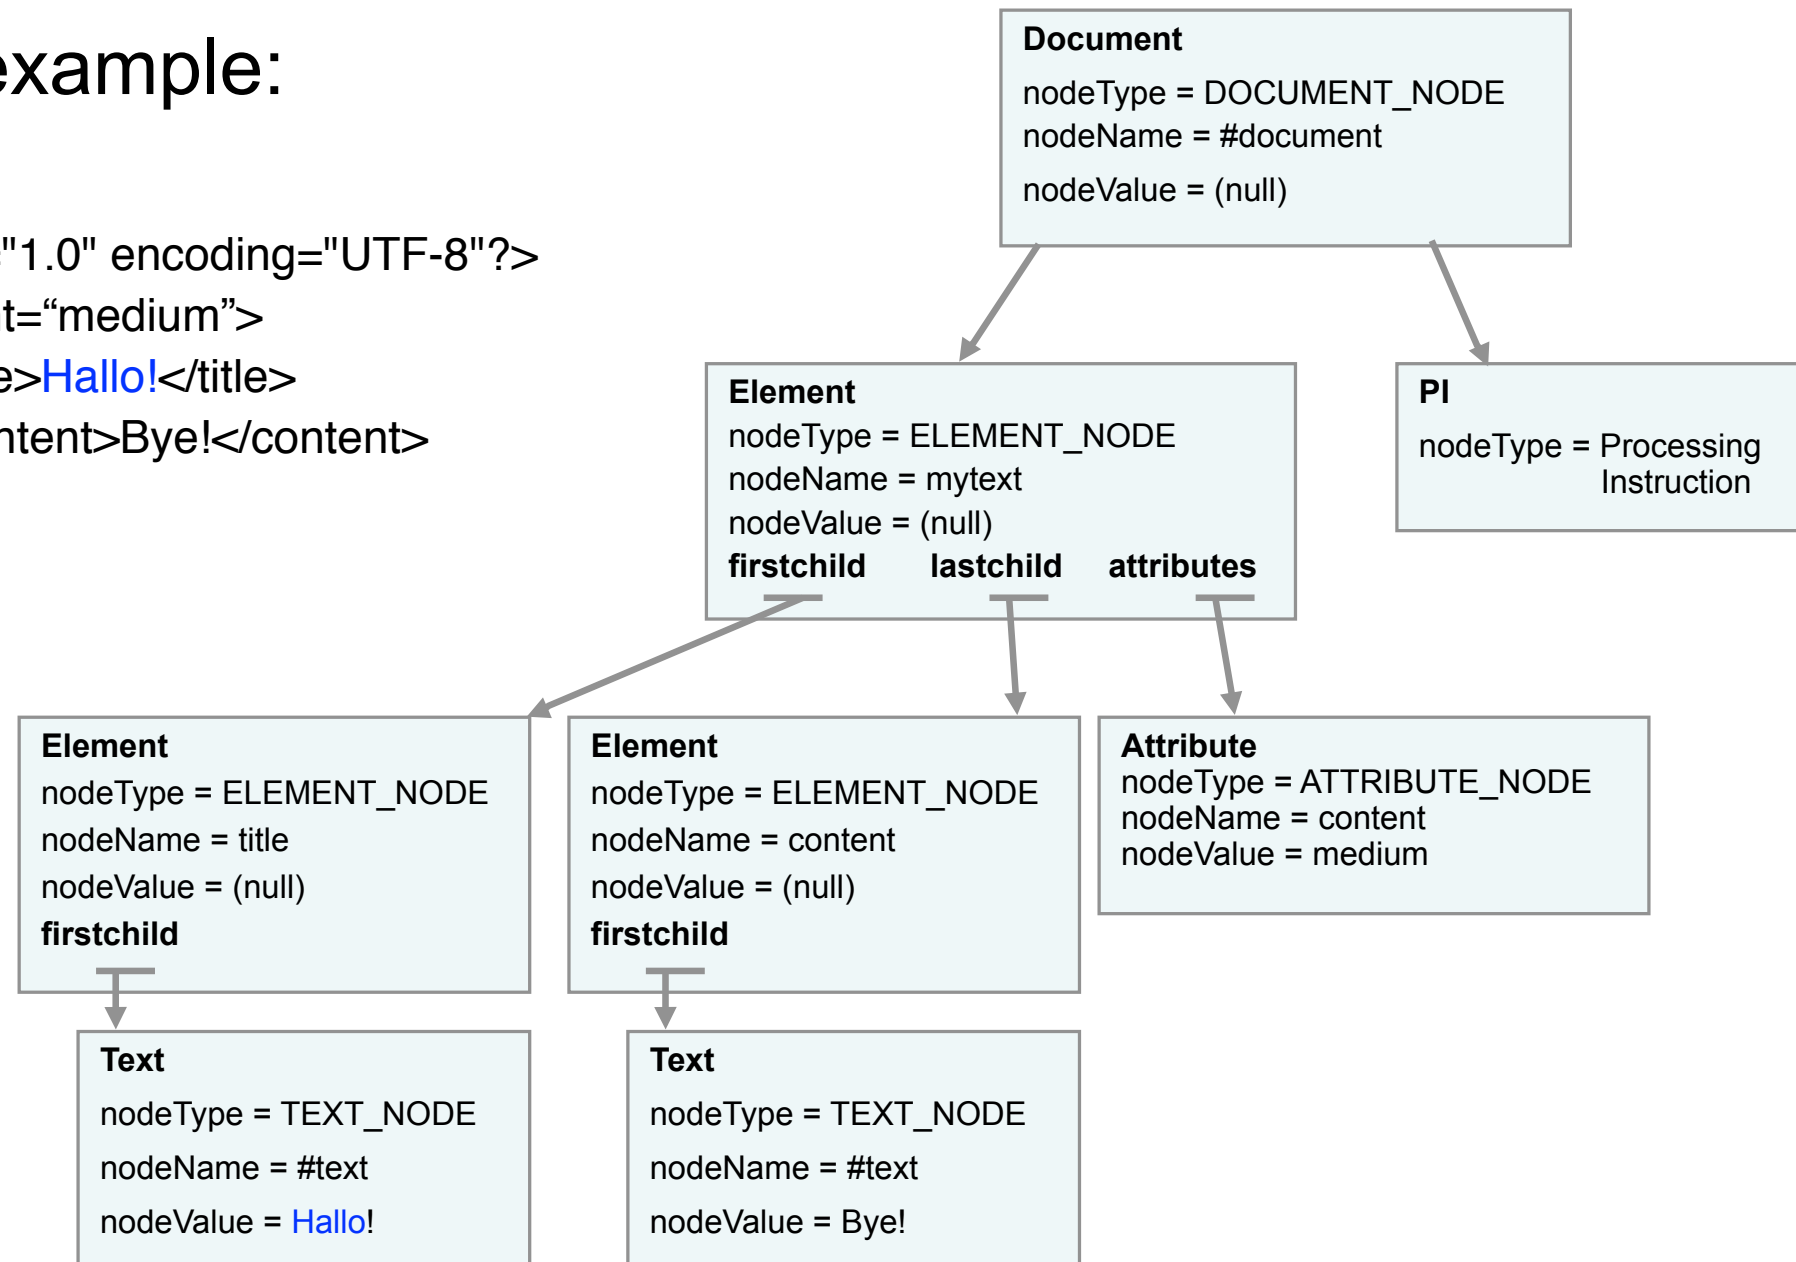 example:
="1.0" encoding="UTF-8"?>
nt=“medium”>
e>Hallo!</title>
ntent>Bye!</content>
Document
nodeType = DOCUMENT_NODE
nodeName = #document
nodeValue = (null)
Element
nodeType = ELEMENT_NODE
nodeName = mytext
nodeValue = (null)
firstchild lastchild attributes
PI
nodeType = Processing
Instruction
Element
nodeType = ELEMENT_NODE
nodeName = title
nodeValue = (null)
firstchild
Element
nodeType = ELEMENT_NODE
nodeName = content
nodeValue = (null)
firstchild
Attribute
nodeType = ATTRIBUTE_NODE
nodeName = content
nodeValue = medium
Text
nodeType = TEXT_NODE
nodeName = #text
nodeValue = Hallo!
Text
nodeType = TEXT_NODE
nodeName = #text
nodeValue = Bye!